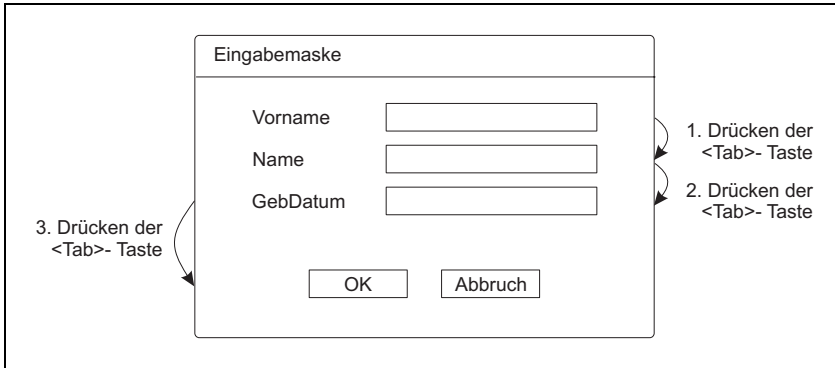 Eingabemaske
Vorname
Name
GebDatum
OK
Abbruch
1. Drücken der
<Tab>- Taste
2. Drücken der
<Tab>- Taste
3. Drücken der
<Tab>- Taste